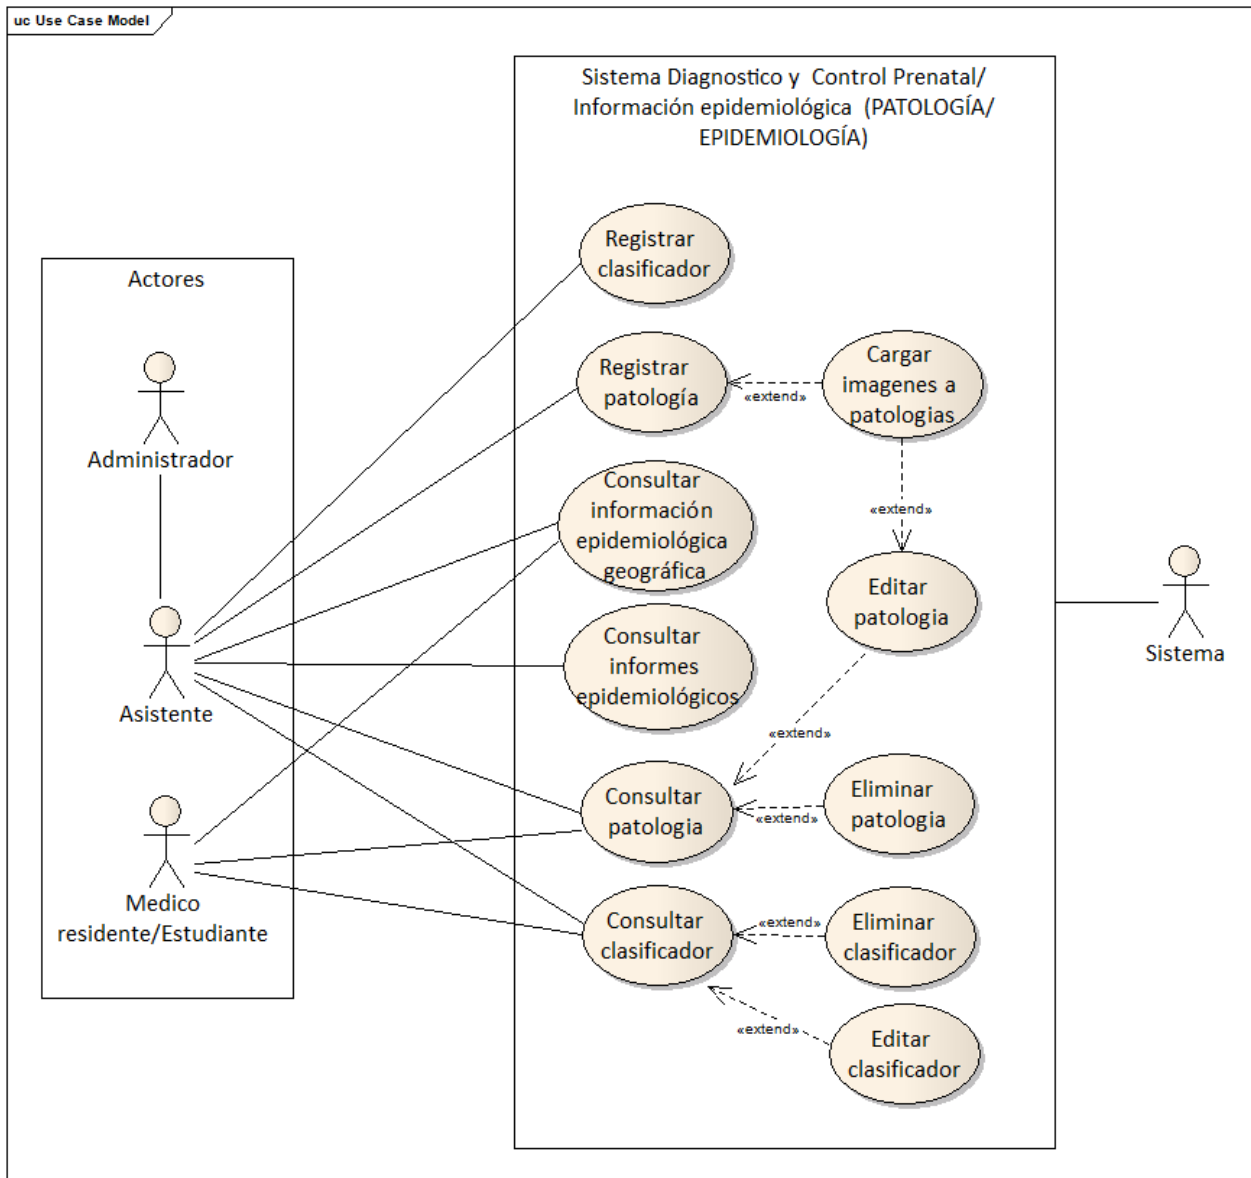 uc Use Case Model
Sistema Diagnostico y  Control Prenatal/
Información epidemiológica  (PATOLOGÍA/
EPIDEMIOLOGÍA)
Actores
Administrador
Asistente
Medico
residente/Estudiante
Registrar
clasificador
Registrar
patología
«extend»
Cargar
imagenes a
patologias
Consultar
información
epidemiológica
geográfica
«extend»
Editar
patologia
Consultar
informes
epidemiológicos
«extend»
Consultar
patologia
«extend»
Eliminar
patologia
Consultar
clasificador
«extend»
Eliminar
clasificador
«extend»
Editar
clasificador
Sistema